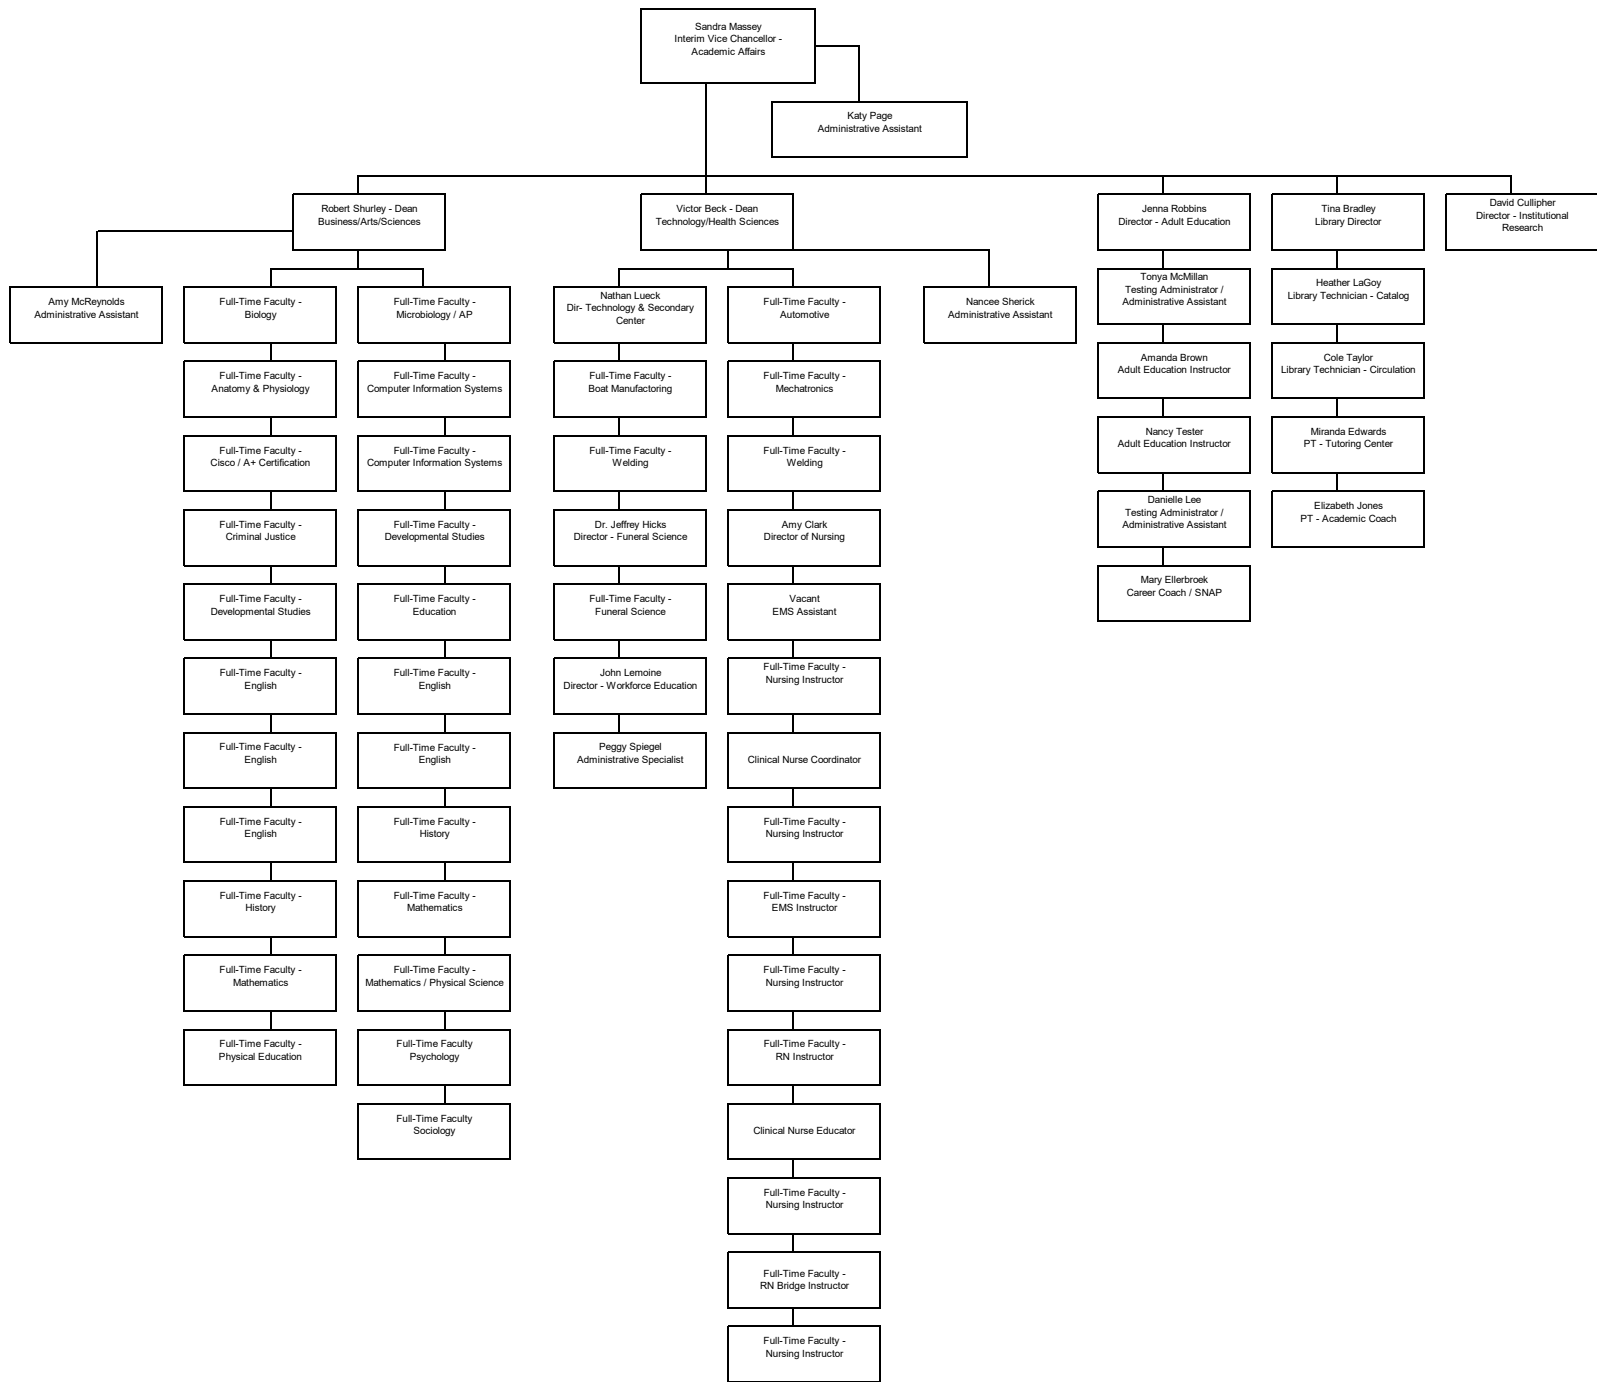 Sandra Massey
Interim Vice Chancellor -
Academic Affairs
Katy Page
Administrative Assistant
Robert Shurley - Dean
Business/Arts/Sciences
Victor Beck - Dean
Technology/Health Sciences
Jenna Robbins
Director - Adult Education
Tina Bradley
Library Director
David Cullipher
Director - Institutional
Research
Amy McReynolds
Administrative Assistant
Full-Time Faculty -
Biology
Full-Time Faculty -
Anatomy & Physiology
Full-Time Faculty -
Cisco / A+ Certification
Full-Time Faculty -
Criminal Justice
Full-Time Faculty -
Developmental Studies
Full-Time Faculty -
English
Full-Time Faculty -
English
Full-Time Faculty -
English
Full-Time Faculty -
History
Full-Time Faculty -
Mathematics
Full-Time Faculty -
Physical Education
Full-Time Faculty -
Microbiology / AP
Full-Time Faculty -
Computer Information Systems
Full-Time Faculty -
Computer Information Systems
Full-Time Faculty -
Developmental Studies
Full-Time Faculty -
Education
Full-Time Faculty -
English
Full-Time Faculty -
English
Full-Time Faculty -
History
Full-Time Faculty -
Mathematics
Full-Time Faculty -
Mathematics / Physical Science
Full-Time Faculty
Psychology
Full-Time Faculty
Sociology
Nathan Lueck
Dir- Technology & Secondary
Center
Full-Time Faculty -
Boat Manufactoring
Full-Time Faculty -
Welding
Dr. Jeffrey Hicks
Director - Funeral Science
Full-Time Faculty -
Funeral Science
John Lemoine
Director - Workforce Education
Peggy Spiegel
Administrative Specialist
Full-Time Faculty -
Automotive
Full-Time Faculty -
Mechatronics
Full-Time Faculty -
Welding
Amy Clark
Director of Nursing
Vacant
EMS Assistant
Full-Time Faculty -
Nursing Instructor
Clinical Nurse Coordinator
Full-Time Faculty -
Nursing Instructor
Full-Time Faculty -
EMS Instructor
Full-Time Faculty -
Nursing Instructor
Full-Time Faculty -
RN Instructor
Clinical Nurse Educator
Full-Time Faculty -
Nursing Instructor
Full-Time Faculty -
RN Bridge Instructor
Full-Time Faculty -
Nursing Instructor
Nancee Sherick
Administrative Assistant
Tonya McMillan
Testing Administrator /
Administrative Assistant
Amanda Brown
Adult Education Instructor
Nancy Tester
Adult Education Instructor
Danielle Lee
Testing Administrator /
Administrative Assistant
Mary Ellerbroek
Career Coach / SNAP
Heather LaGoy
Library Technician - Catalog
Cole Taylor
Library Technician - Circulation
Miranda Edwards
PT - Tutoring Center
Elizabeth Jones
PT - Academic Coach